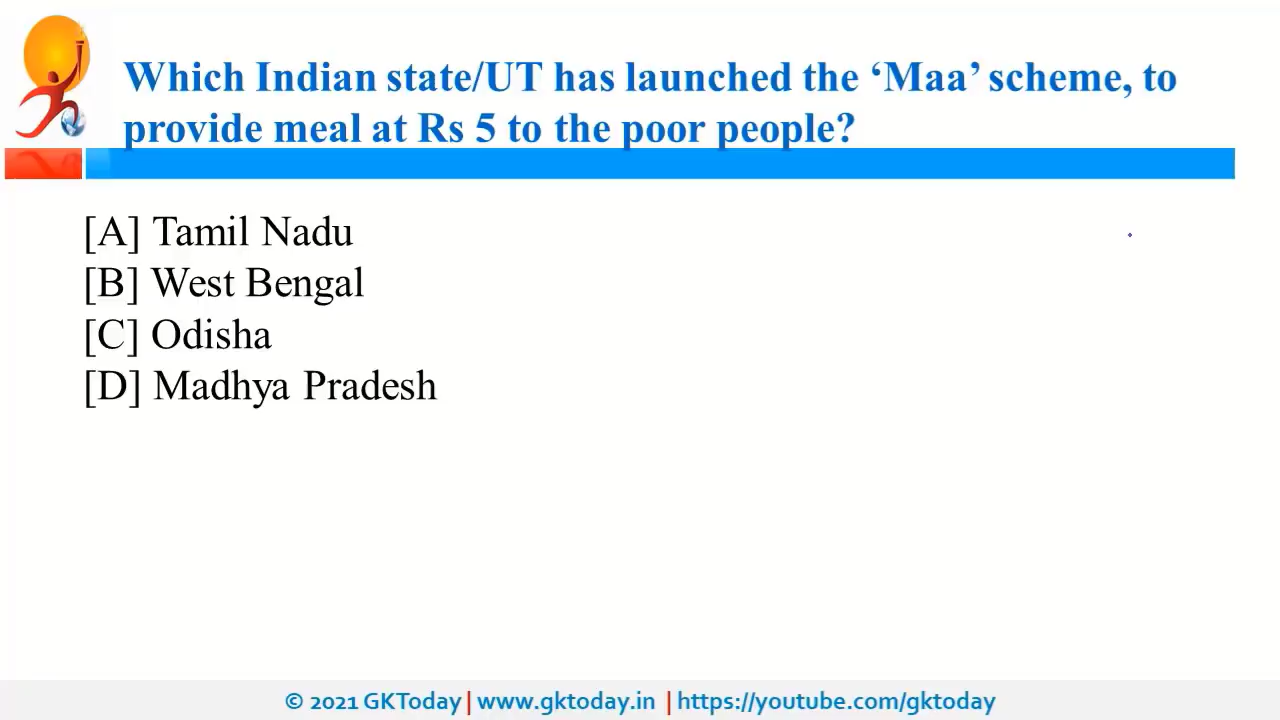 Which Indian state/UT has launched the ‘Maa’ scheme, to
provide meal at Rs 5 to the poor people?
[A] Tamil Nadu
[B] West Bengal
[C] Odisha
[D] Madhya Pradesh
© 2021 GKToday | www.gktoday.in | https://youtube.com/gktoday